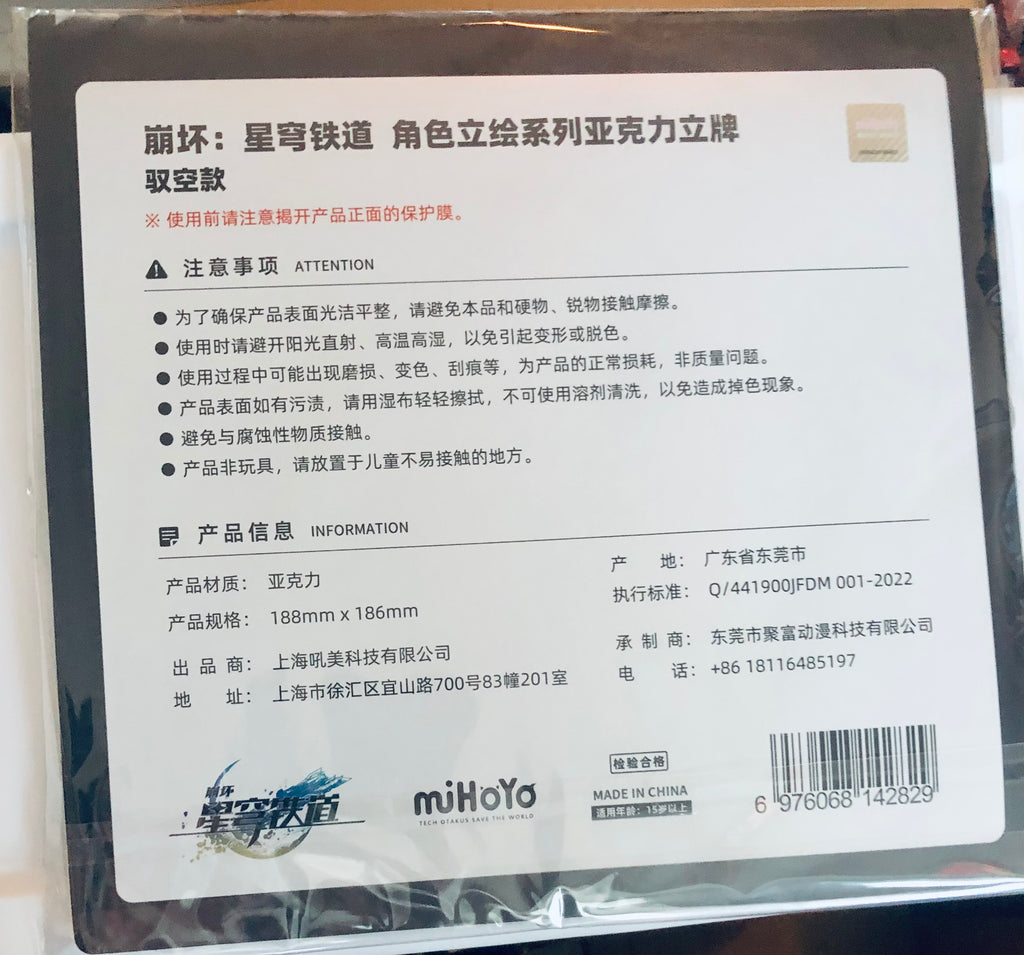 崩坏：星穹铁道 角色立绘系列亚克力立牌
驭空款
※ 使用前请注意揭开产品正面的保护膜。
注意事项 ATTENTION
● 为了确保产品表面光洁平整，请避免本品和硬物、锐物接触摩擦。
● 使用时请避开阳光直射、高温高湿，以免引起变形或脱色。
● 使用过程中可能出现磨损、变色、刮痕等，为产品的正常损耗，非质量问题。
● 产品表面如有污渍，请用湿布轻轻擦拭，不可使用溶剂清洗，以免造成掉色现象。
● 避免与腐蚀性物质接触。
● 产品非玩具，请放置于儿童不易接触的地方。
产品信息 INFORMATION
产品材质： 亚克力
产品规格： 188mm x 186mm
出品商： 上海吼美科技有限公司
地址： 上海市徐汇区宜山路700号83幢201室
产地： 广东省东莞市
执行标准： Q/441900JFDM 001-2022
承制商： 东莞市聚富动漫科技有限公司
电话： +86 18116485197
崩坏
星穹铁道
miHoYo
TECH OTAKUS SAVE THE WORLD
检验合格
MADE IN CHINA
适用年龄：15岁以上
6 976068 142829